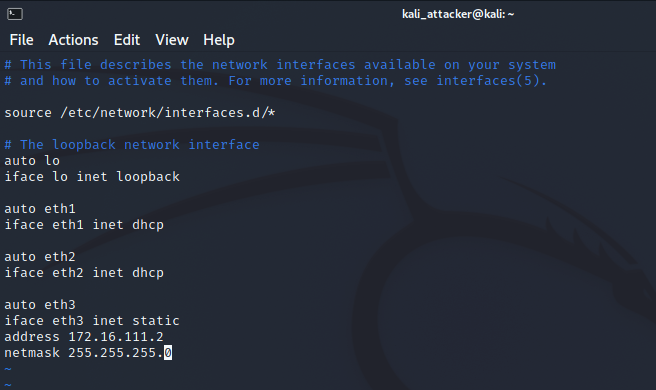 kali_attacker@kali: ~
File Actions Edit View Help
# This file describes the network interfaces available on your system
# and how to activate them. For more information, see interfaces(5).
source /etc/network/interfaces.d/*
# The loopback network interface
auto lo
iface lo inet loopback
auto eth1
iface eth1 inet dhcp
auto eth2
iface eth2 inet dhcp
auto eth3
iface eth3 inet static
address 172.16.111.2
netmask 255.255.255.0
~
~